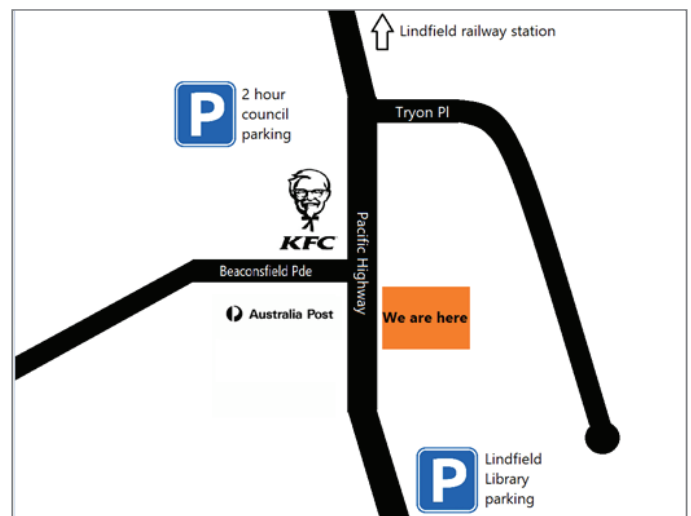 Lindfield railway station
P
2 hour
council
parking
Tryon Pl
KFC
Pacific Highway
Beaconsfield Pde
Australia Post
We are here
P
Lindfield
Library
parking